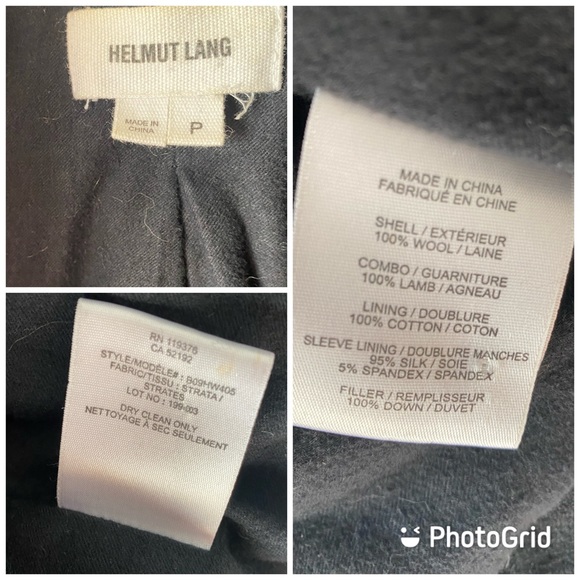 HELMUT LANG
MADE IN
CHINA
P
RN 119376
CA 52192
STYLE/MODÈLE# : B09HW405
FABRIC/TISSU : STRATA /
STRATES
LOT NO : 199-003
DRY CLEAN ONLY
NETTOYAGE À SEC SEULEMENT
MADE IN CHINA
FABRIQUÉ EN CHINE
SHELL / EXTÉRIEUR
100% WOOL / LAINE
COMBO / GUARNITURE
100% LAMB / AGNEAU
LINING / DOUBLURE
100% COTTON / COTON
SLEEVE LINING / DOUBLURE MANCHES
95% SILK / SOIE
5% SPANDEX / SPANDEX
FILLER / REMPLISSEUR
100% DOWN / DUVET
PhotoGrid